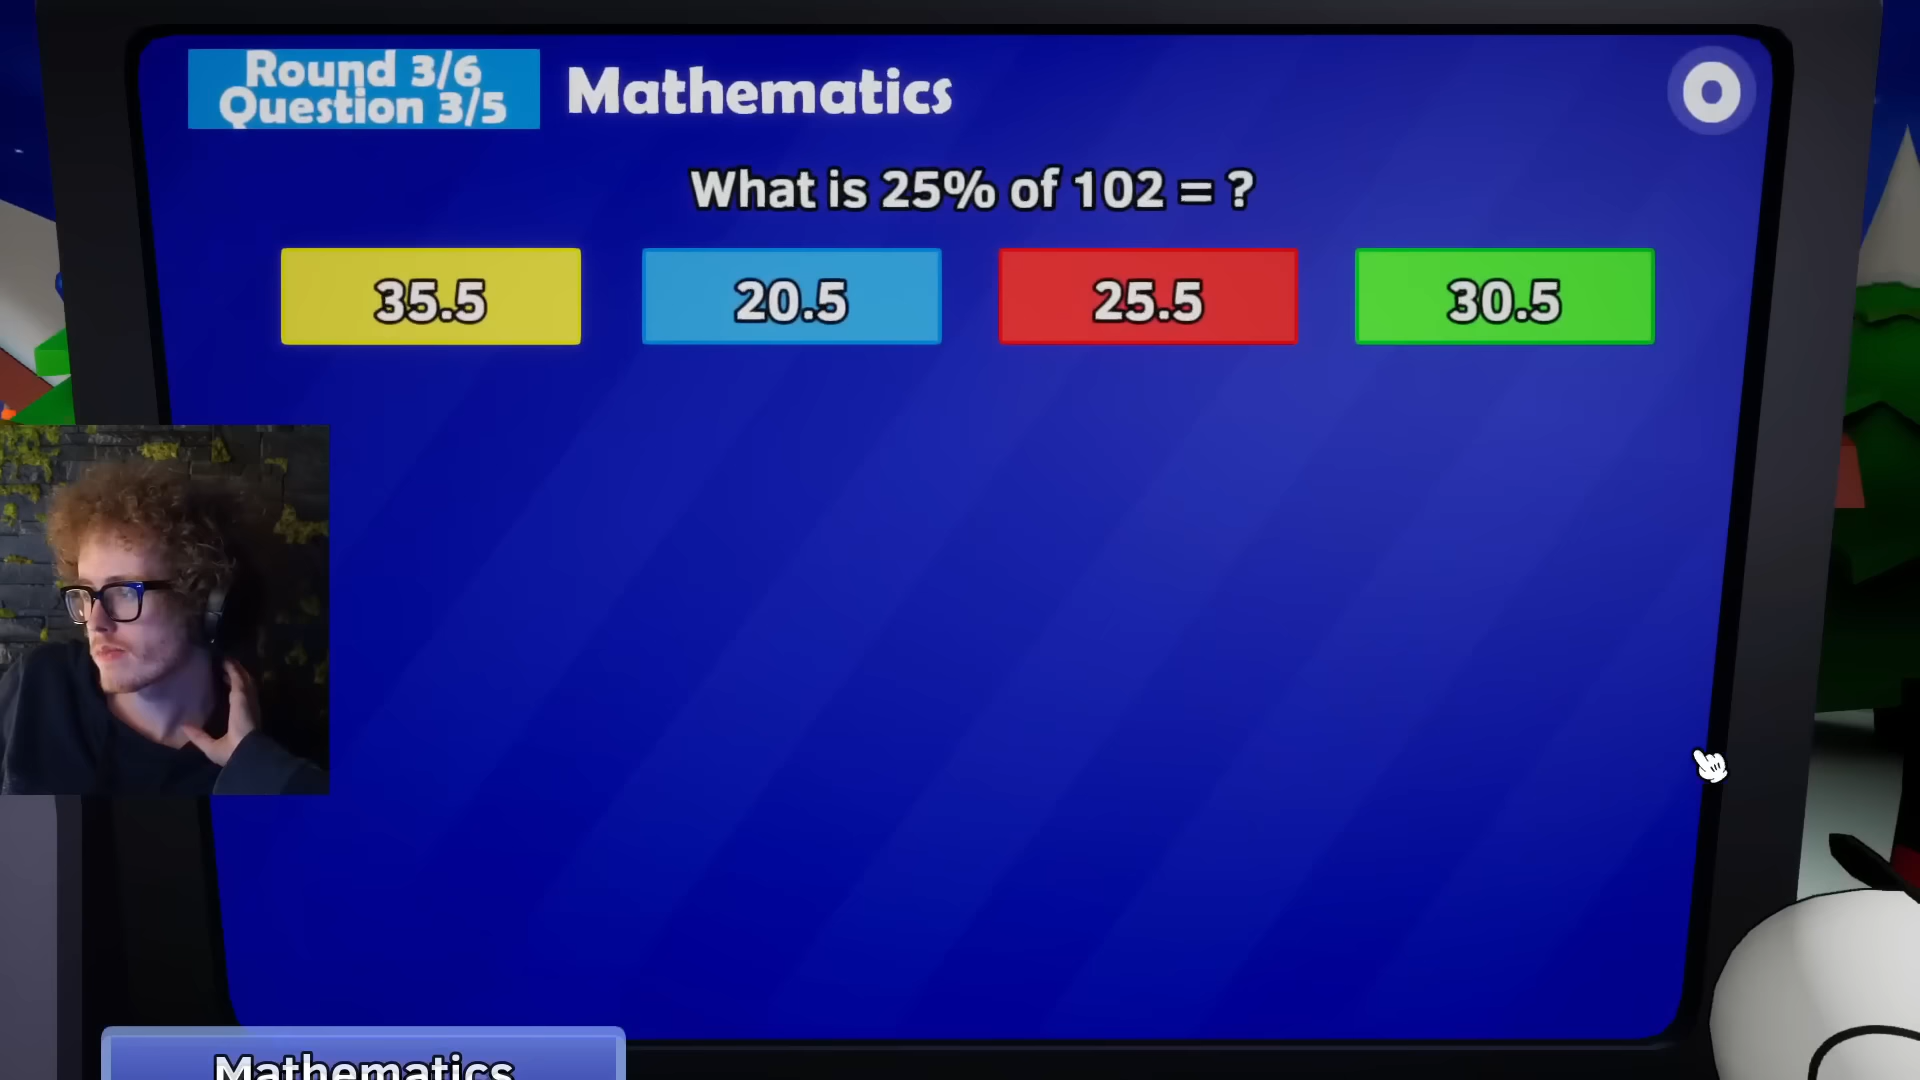 Round 3/6
Question 3/5
Mathematics
0
What is 25% of 102 = ?
35.5
20.5
25.5
30.5
Mathematics